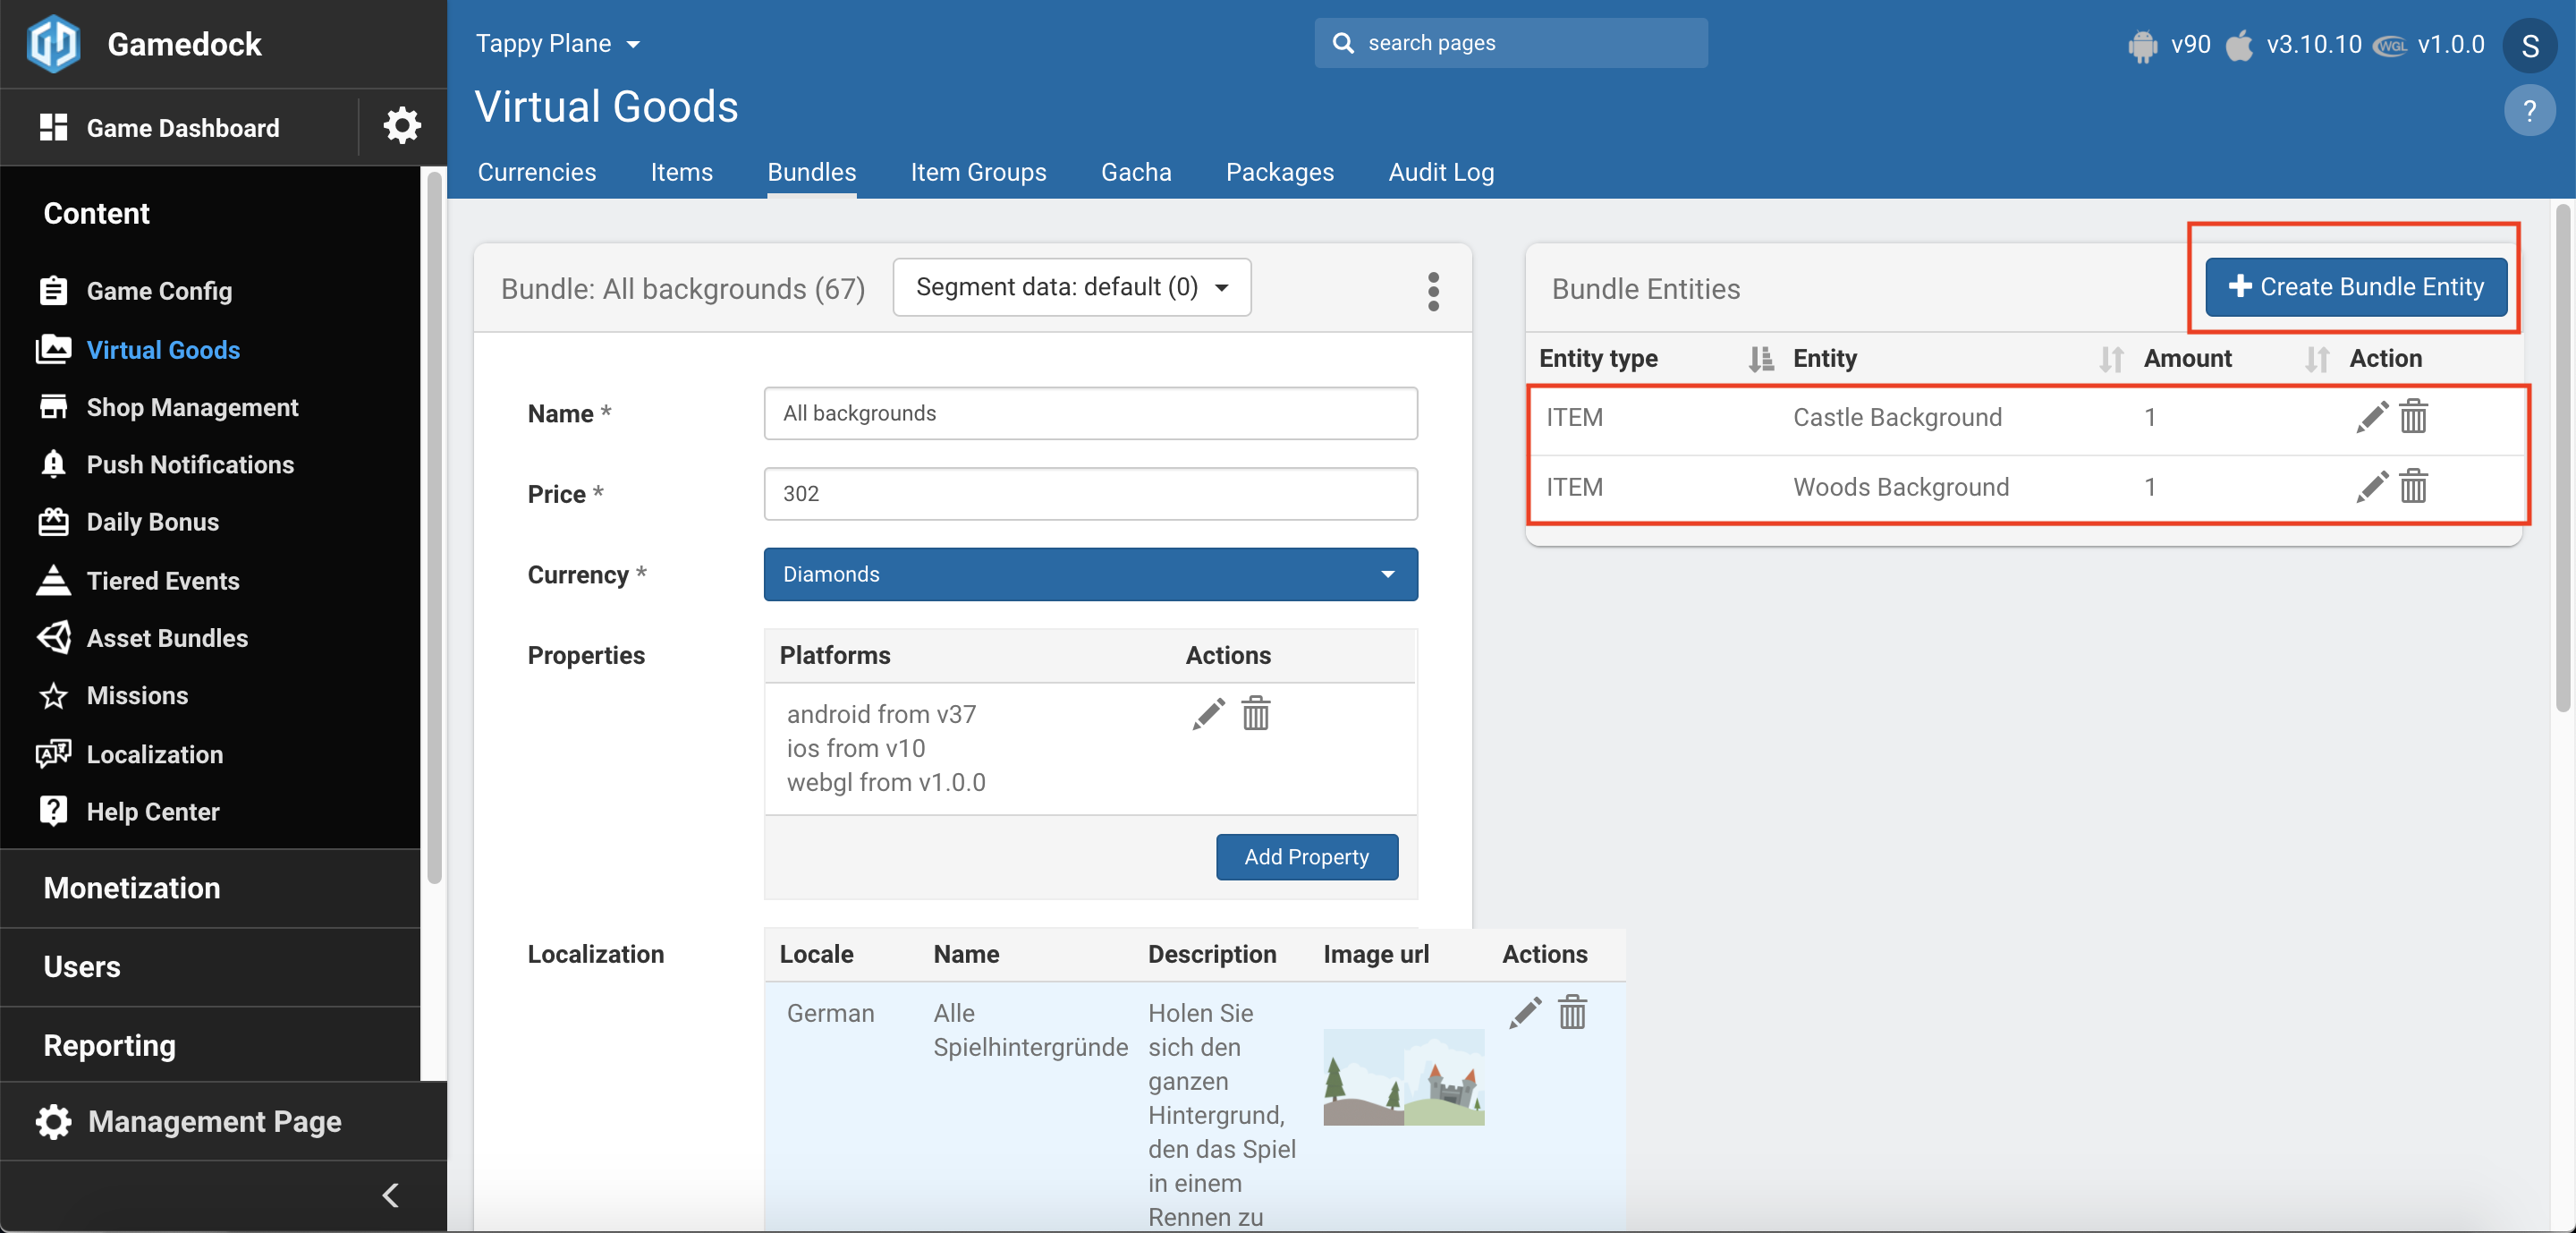 Gamedock
Game Dashboard
Content
Game Config
Virtual Goods
Shop Management
Push Notifications
Daily Bonus
Tiered Events
Asset Bundles
Missions
Localization
Help Center
Monetization
Users
Reporting
Management Page
Tappy Plane
search pages
v90 v3.10.10 WGL v1.0.0 S
?
Virtual Goods
Currencies Items Bundles Item Groups Gacha Packages Audit Log
Bundle: All backgrounds (67) Segment data: default (0)
Name * All backgrounds
Price * 302
Currency * Diamonds
Properties Platforms Actions
android from v37
ios from v10
webgl from v1.0.0
Add Property
Localization Locale Name Description Image url Actions
German Alle Holen Sie
Spielhintergründe sich den
ganzen
Hintergrund,
den das Spiel
in einem
Rennen zu
Bundle Entities + Create Bundle Entity
Entity type Entity Amount Action
ITEM Castle Background 1
ITEM Woods Background 1